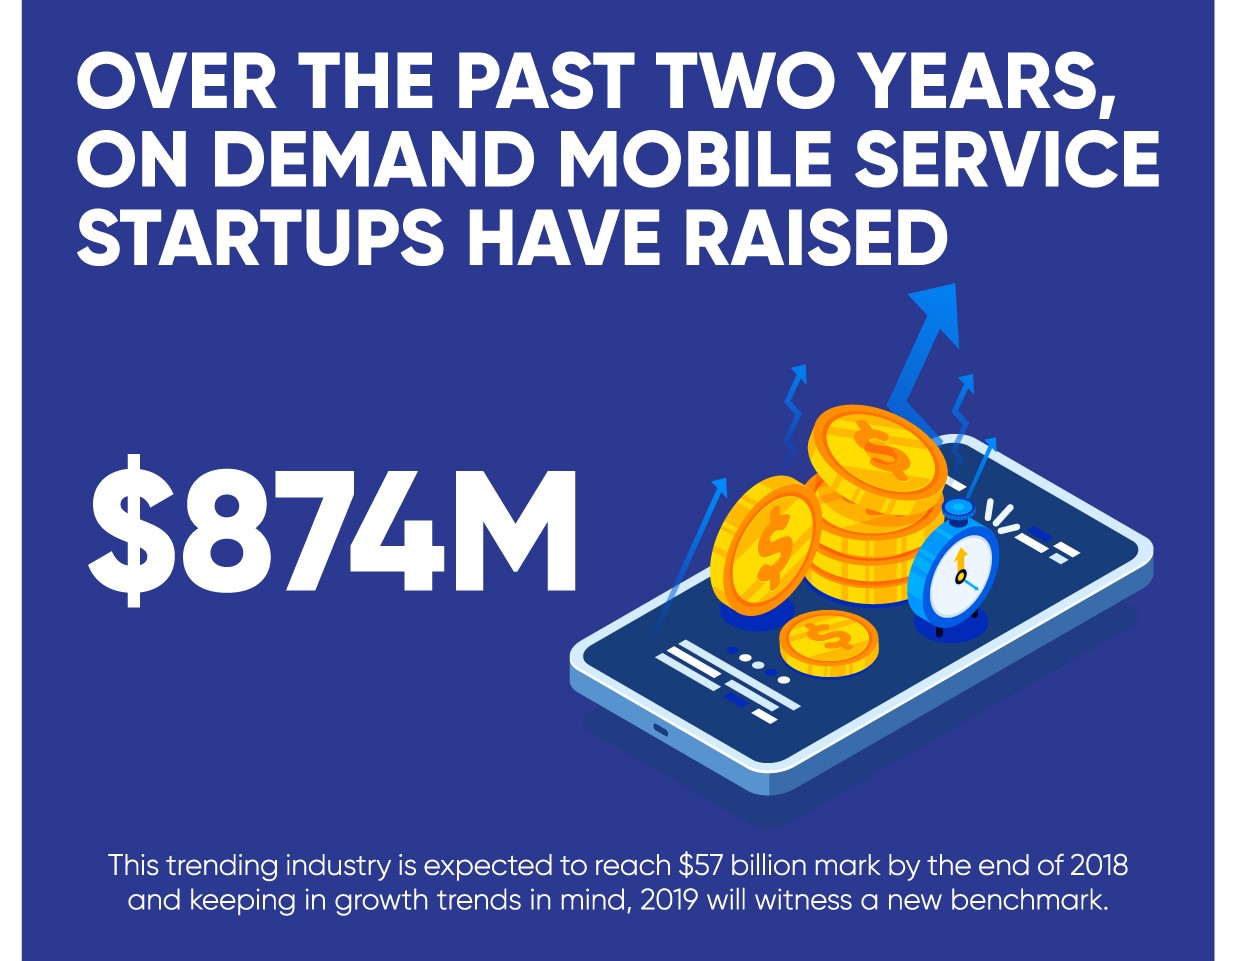 OVER THE PAST TWO YEARS,
ON DEMAND MOBILE SERVICE
STARTUPS HAVE RAISED
$874M
This trending industry is expected to reach $57 billion mark by the end of 2018
and keeping in growth trends in mind, 2019 will witness a new benchmark.